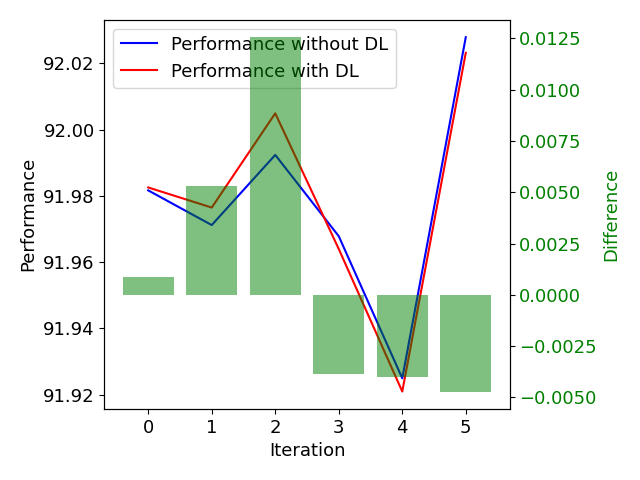 Performance without DL
Performance with DL
92.02
92.00
91.98
91.96
91.94
91.92
Performance
0 1 2 3 4 5
Iteration
0.0125
0.0100
0.0075
0.0050
0.0025
0.0000
−0.0025
−0.0050
Difference